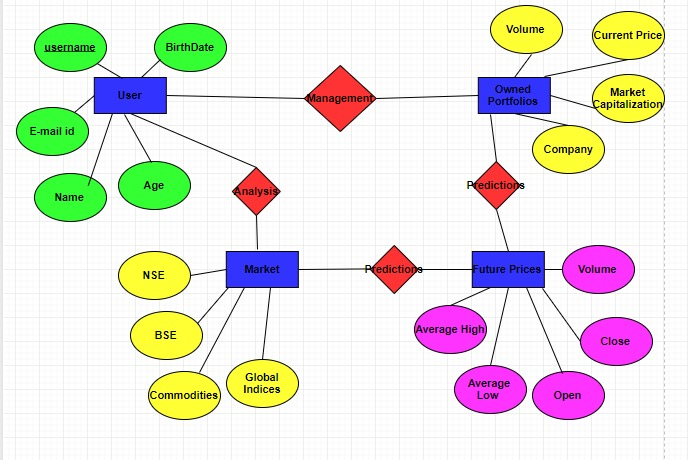 username
BirthDate
Volume
Current Price
User
Management
Owned
Portfolios
Market
Capitalization
E-mail id
Company
Name
Age
Analysis
Predictions
NSE
Market
Predictions
Future Prices
Volume
BSE
Average High
Close
Commodities
Global
Indices
Average
Low
Open